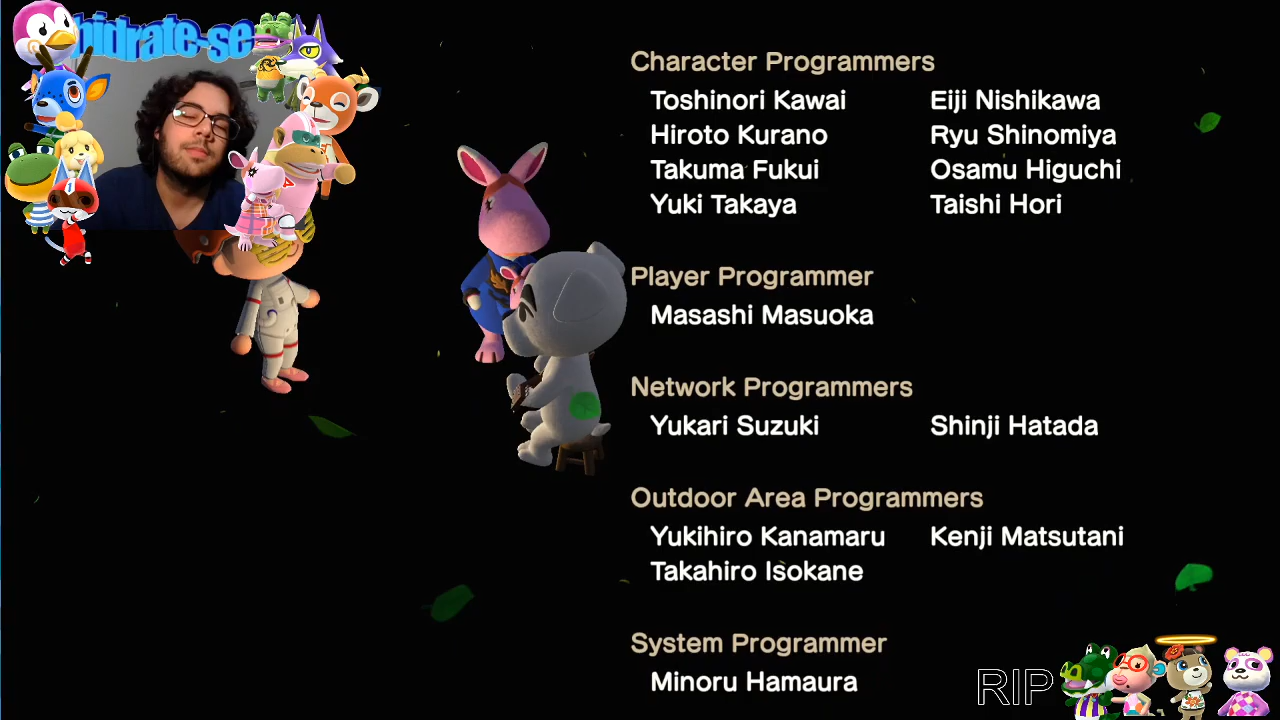 hidrate-se
Character Programmers
Toshinori Kawai Eiji Nishikawa
Hiroto Kurano Ryu Shinomiya
Takuma Fukui Osamu Higuchi
Yuki Takaya Taishi Hori
Player Programmer
Masashi Masuoka
Network Programmers
Yukari Suzuki Shinji Hatada
Outdoor Area Programmers
Yukihiro Kanamaru Kenji Matsutani
Takahiro Isokane
System Programmer
Minoru Hamaura
RIP